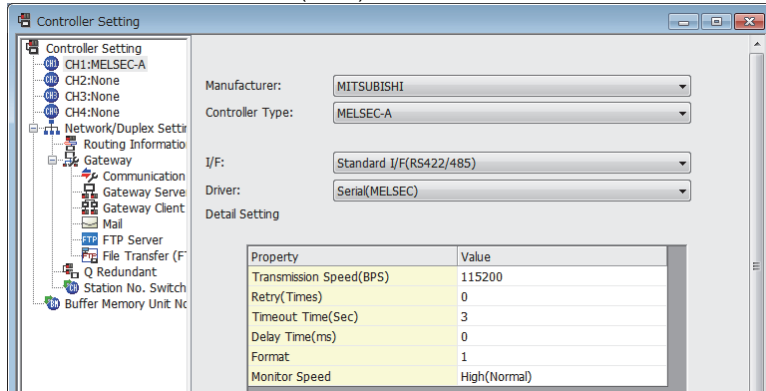 Controller Setting
Controller Setting
CH1:MELSEC-A
CH2:None
CH3:None
CH4:None
Network/Duplex Settir
Routing Informatio
Gateway
Communication
Gateway Serve
Gateway Client
Mail
FTP Server
File Transfer (F
Q Redundant
Station No. Switch
Buffer Memory Unit No
Manufacturer: MITSUBISHI
Controller Type: MELSEC-A
I/F: Standard I/F(RS422/485)
Driver: Serial(MELSEC)
Detail Setting
Property Value
Transmission Speed(BPS) 115200
Retry(Times) 0
Timeout Time(Sec) 3
Delay Time(ms) 0
Format 1
Monitor Speed High(Normal)